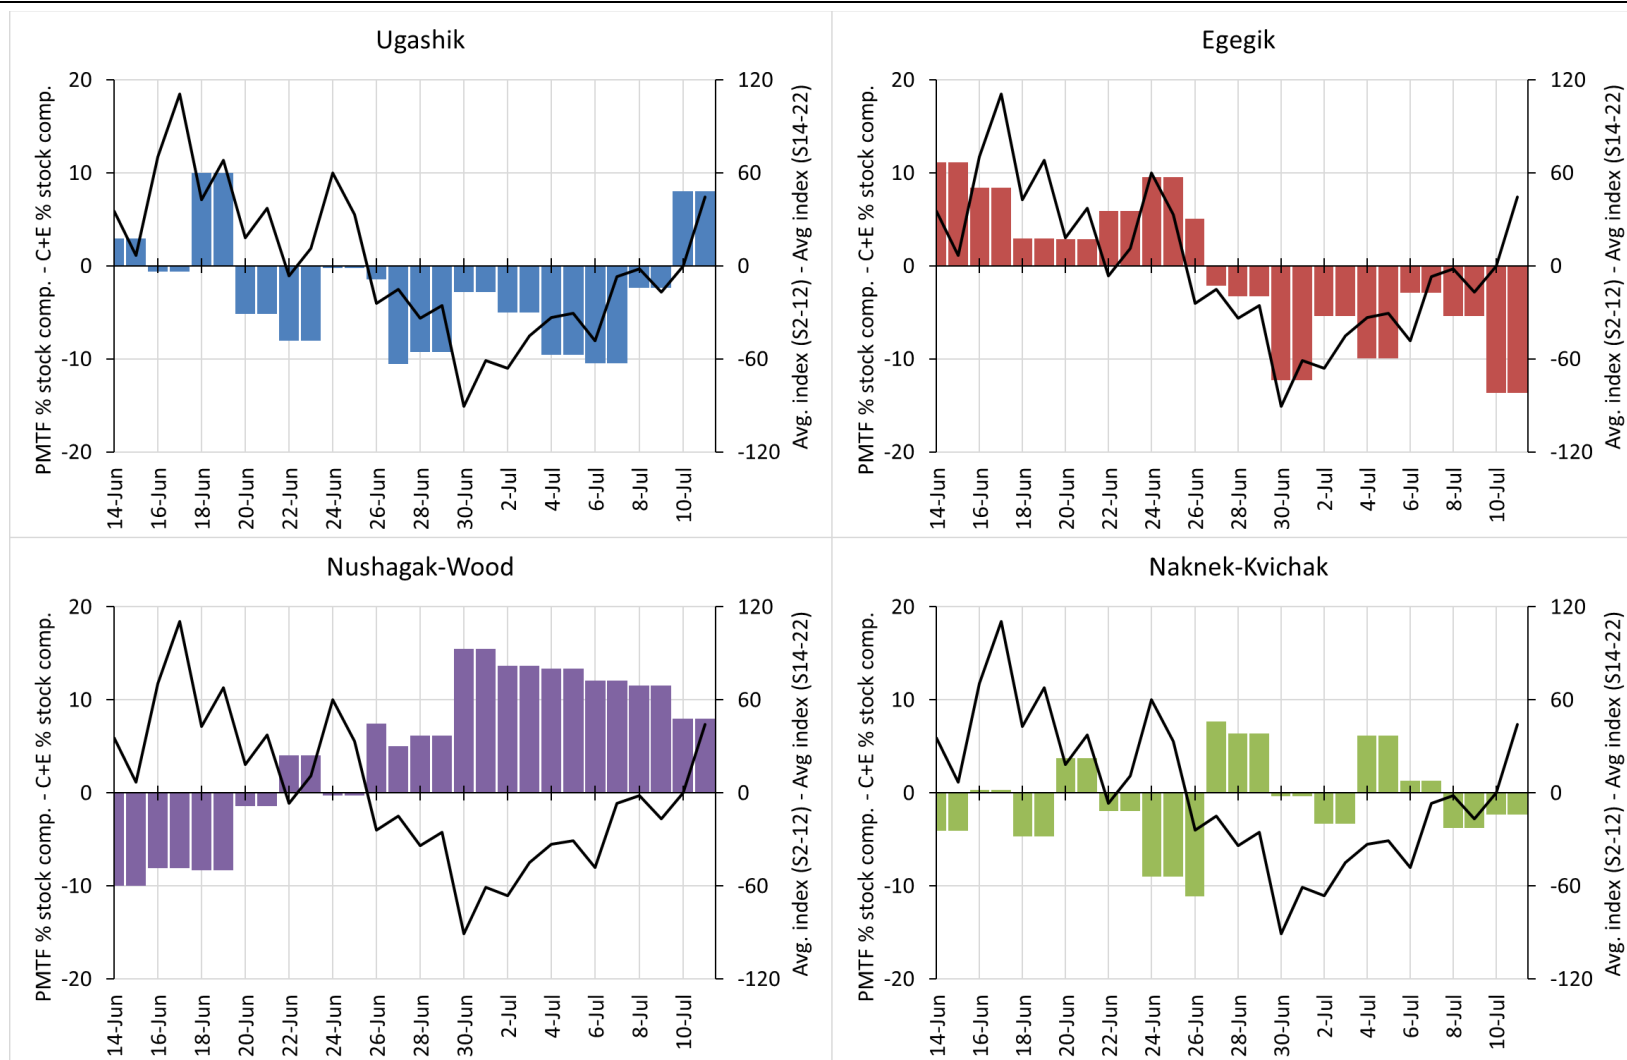 Ugashik
PMTF % stock comp. - C+E % stock comp.
20
10
0
-10
-20
120
60
0
-60
-120
Avg. index (S2-12) - Avg index (S14-22)
14-Jun
16-Jun
18-Jun
20-Jun
22-Jun
24-Jun
26-Jun
28-Jun
30-Jun
2-Jul
4-Jul
6-Jul
8-Jul
10-Jul
Egegik
PMTF % stock comp. - C+E % stock comp.
20
10
0
-10
-20
120
60
0
-60
-120
Avg. index (S2-12) - Avg index (S14-22)
14-Jun
16-Jun
18-Jun
20-Jun
22-Jun
24-Jun
26-Jun
28-Jun
30-Jun
2-Jul
4-Jul
6-Jul
8-Jul
10-Jul
Nushagak-Wood
PMTF % stock comp. - C+E % stock comp.
20
10
0
-10
-20
120
60
0
-60
-120
Avg. index (S2-12) - Avg index (S14-22)
14-Jun
16-Jun
18-Jun
20-Jun
22-Jun
24-Jun
26-Jun
28-Jun
30-Jun
2-Jul
4-Jul
6-Jul
8-Jul
10-Jul
Naknek-Kvichak
PMTF % stock comp. - C+E % stock comp.
20
10
0
-10
-20
120
60
0
-60
-120
Avg. index (S2-12) - Avg index (S14-22)
14-Jun
16-Jun
18-Jun
20-Jun
22-Jun
24-Jun
26-Jun
28-Jun
30-Jun
2-Jul
4-Jul
6-Jul
8-Jul
10-Jul